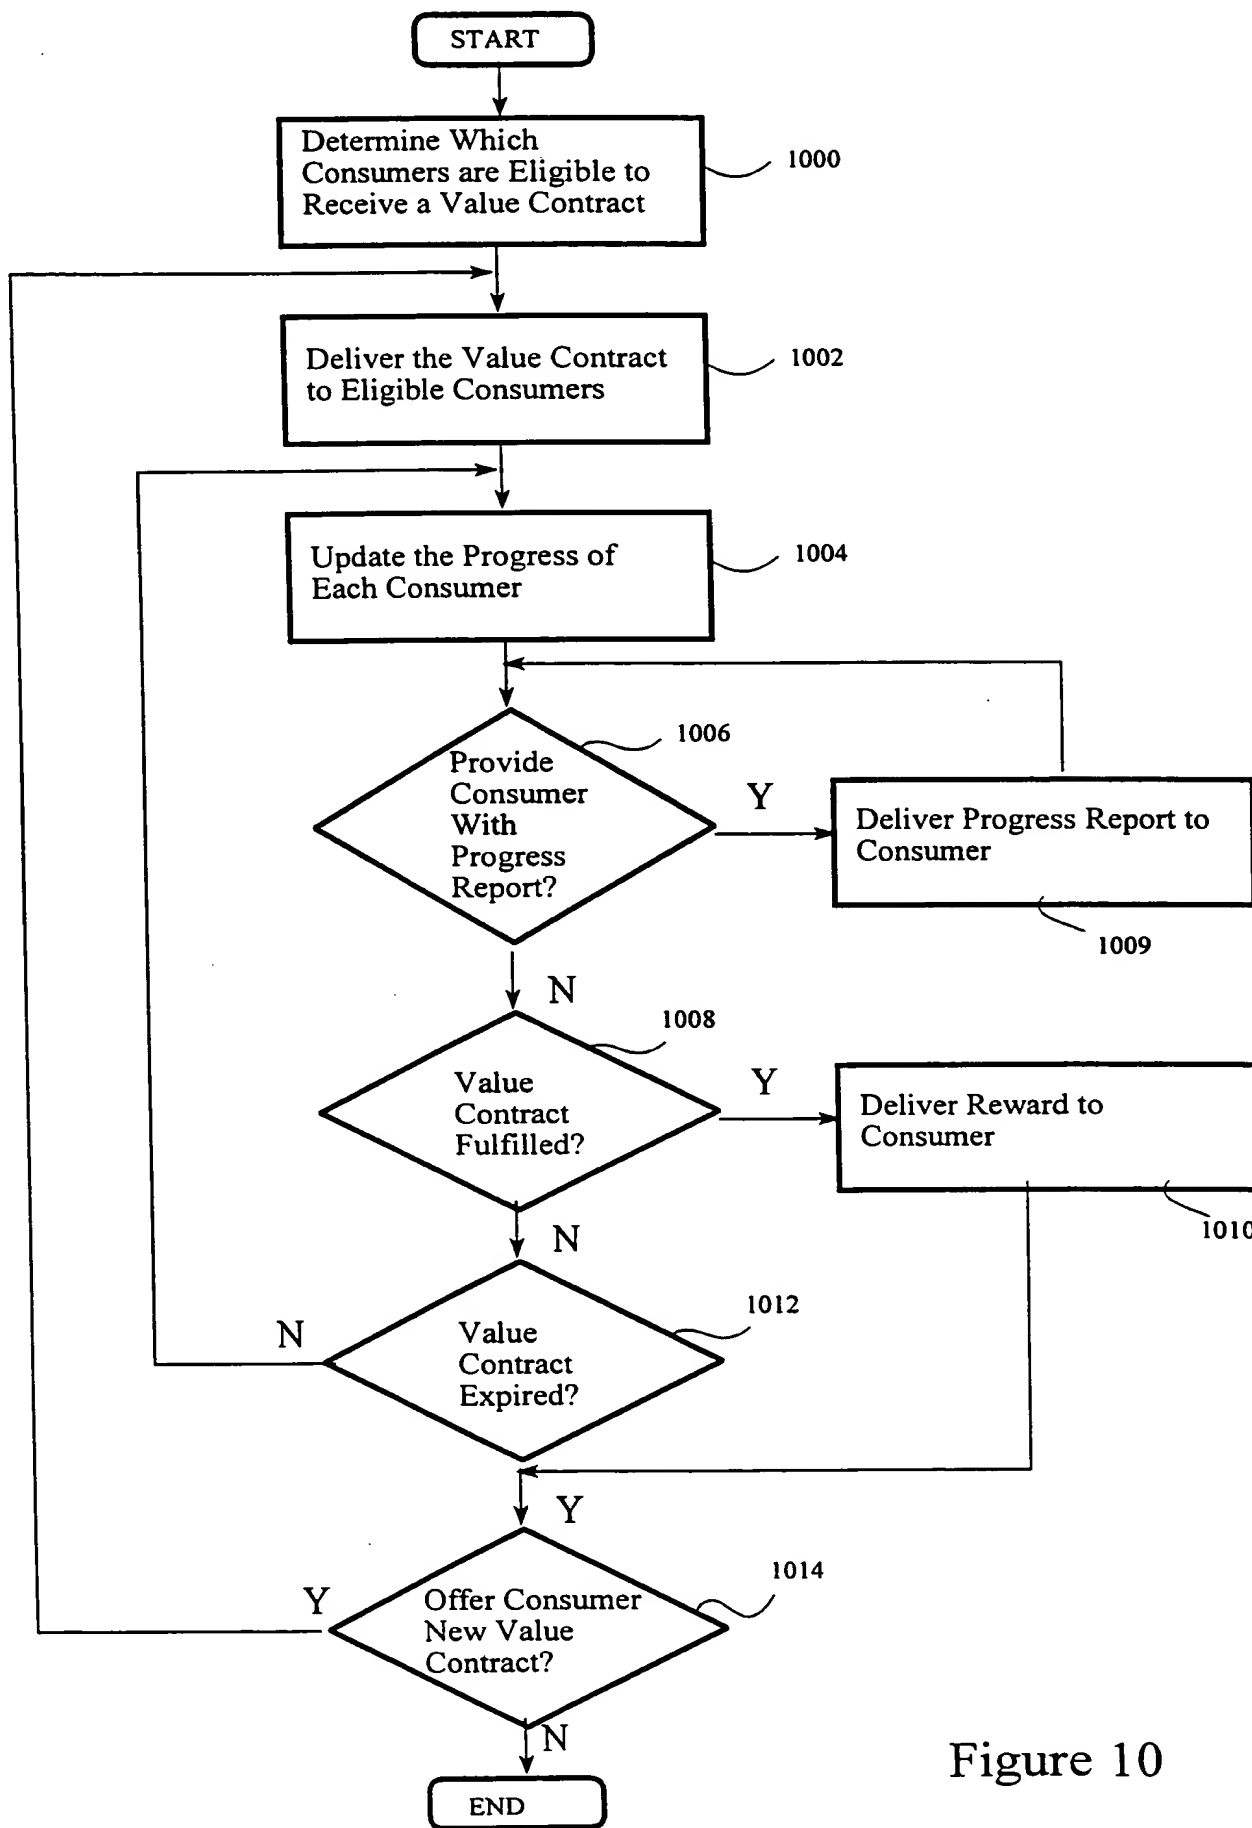 START
Determine Which
Consumers are Eligible to
Receive a Value Contract
1000
Deliver the Value Contract
to Eligible Consumers
1002
Update the Progress of
Each Consumer
1004
Provide
Consumer
With
Progress
Report?
1006
Y
Deliver Progress Report to
Consumer
1009
N
Value
Contract
Fulfilled?
1008
Y
Deliver Reward to
Consumer
1010
N
Value
Contract
Expired?
1012
N
Y
Offer Consumer
New Value
Contract?
1014
Y
N
END
Figure 10